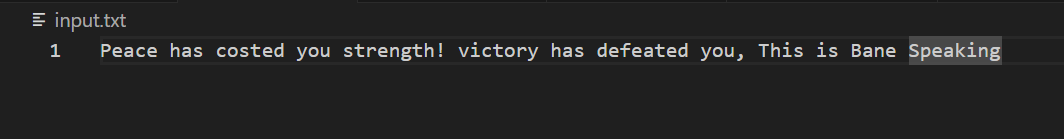 input.txt
1 Peace has costed you strength! victory has defeated you, This is Bane Speaking